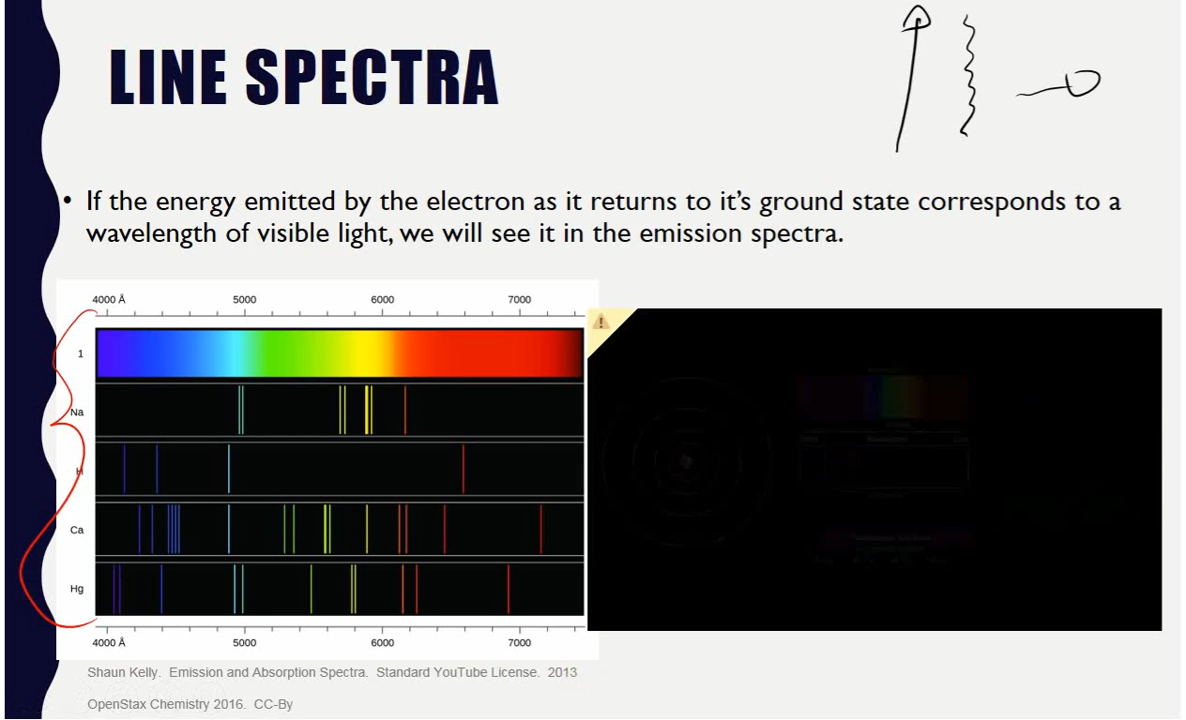 LINE SPECTRA
• If the energy emitted by the electron as it returns to it's ground state corresponds to a
wavelength of visible light, we will see it in the emission spectra.
4000 Å 5000 6000 7000
1
Na
H
Ca
Hg
4000 Å 5000 6000 7000
Shaun Kelly. Emission and Absorption Spectra. Standard YouTube License. 2013
OpenStax Chemistry 2016. CC-By